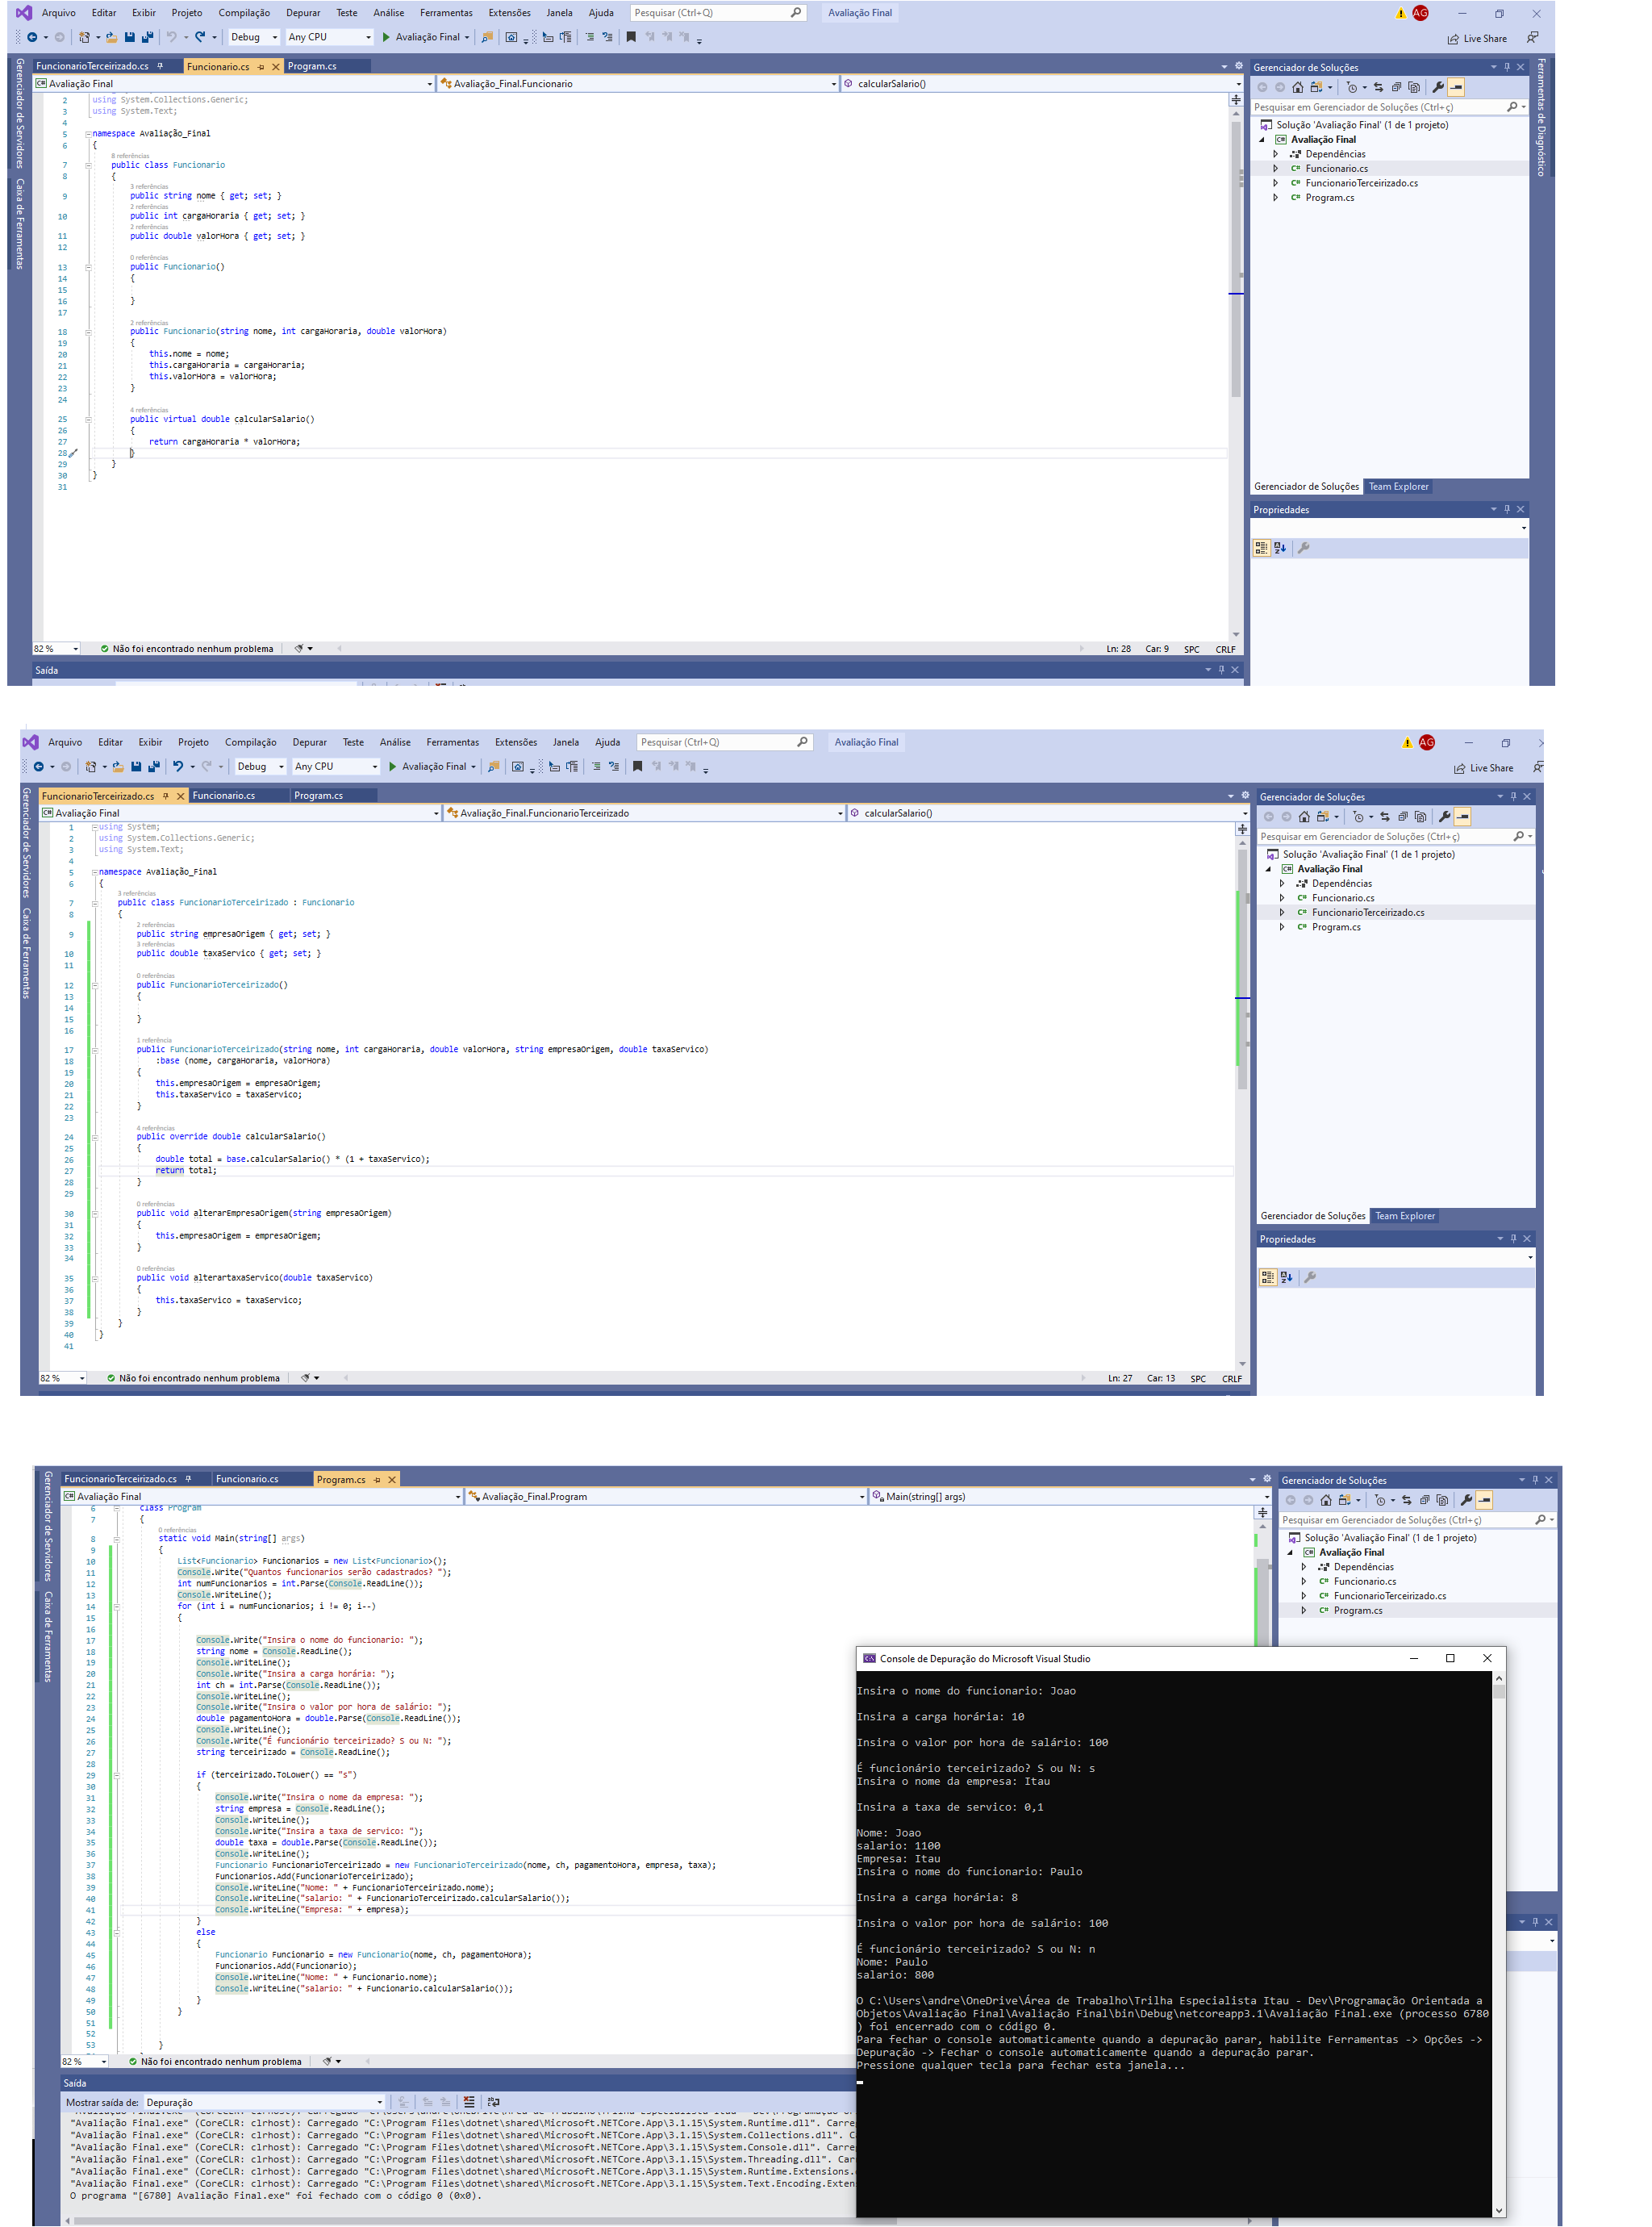 Arquivo Editar Exibir Projeto Compilação Depurar Teste Análise Ferramentas Extensões Janela Ajuda Pesquisar (Ctrl+Q) Avaliação Final AG
Debug Any CPU Avaliação Final Live Share
Gerenciador de Servidores Caixa de Ferramentas
FuncionarioTerceirizado.cs Funcionario.cs Program.cs
Avaliação Final Avaliação_Final.Funcionario calcularSalario()
2 using System.Collections.Generic;
3 using System.Text;
4
5 namespace Avaliação_Final
6 {
8 referências
7 public class Funcionario
8 {
3 referências
9 public string nome { get; set; }
2 referências
10 public int cargaHoraria { get; set; }
2 referências
11 public double valorHora { get; set; }
12
0 referências
13 public Funcionario()
14 {
15
16 }
17
2 referências
18 public Funcionario(string nome, int cargaHoraria, double valorHora)
19 {
20 this.nome = nome;
21 this.cargaHoraria = cargaHoraria;
22 this.valorHora = valorHora;
23 }
24
4 referências
25 public virtual double calcularSalario()
26 {
27 return cargaHoraria * valorHora;
28 }
29 }
30 }
31
82 % Não foi encontrado nenhum problema Ln: 28 Car: 9 SPC CRLF
Saída
Gerenciador de Soluções
Pesquisar em Gerenciador de Soluções (Ctrl+ç)
Solução 'Avaliação Final' (1 de 1 projeto)
Avaliação Final
Dependências
Funcionario.cs
FuncionarioTerceirizado.cs
Program.cs
Gerenciador de Soluções Team Explorer
Propriedades
Ferramentas de Diagnóstico
Arquivo Editar Exibir Projeto Compilação Depurar Teste Análise Ferramentas Extensões Janela Ajuda Pesquisar (Ctrl+Q) Avaliação Final AG
Debug Any CPU Avaliação Final Live Share
Gerenciador de Servidores Caixa de Ferramentas
FuncionarioTerceirizado.cs Funcionario.cs Program.cs
Avaliação Final Avaliação_Final.FuncionarioTerceirizado calcularSalario()
1 using System;
2 using System.Collections.Generic;
3 using System.Text;
4
5 namespace Avaliação_Final
6 {
3 referências
7 public class FuncionarioTerceirizado : Funcionario
8 {
2 referências
9 public string empresaOrigem { get; set; }
3 referências
10 public double taxaServico { get; set; }
11
0 referências
12 public FuncionarioTerceirizado()
13 {
14
15 }
16
1 referência
17 public FuncionarioTerceirizado(string nome, int cargaHoraria, double valorHora, string empresaOrigem, double taxaServico)
18 :base (nome, cargaHoraria, valorHora)
19 {
20 this.empresaOrigem = empresaOrigem;
21 this.taxaServico = taxaServico;
22 }
23
4 referências
24 public override double calcularSalario()
25 {
26 double total = base.calcularSalario() * (1 + taxaServico);
27 return total;
28 }
29
0 referências
30 public void alterarEmpresaOrigem(string empresaOrigem)
31 {
32 this.empresaOrigem = empresaOrigem;
33 }
34
0 referências
35 public void alterartaxaServico(double taxaServico)
36 {
37 this.taxaServico = taxaServico;
38 }
39 }
40 }
41
82 % Não foi encontrado nenhum problema Ln: 27 Car: 13 SPC CRLF
Gerenciador de Soluções
Pesquisar em Gerenciador de Soluções (Ctrl+ç)
Solução 'Avaliação Final' (1 de 1 projeto)
Avaliação Final
Dependências
Funcionario.cs
FuncionarioTerceirizado.cs
Program.cs
Gerenciador de Soluções Team Explorer
Propriedades
Gerenciador de Servidores Caixa de Ferramentas
FuncionarioTerceirizado.cs Funcionario.cs Program.cs
Avaliação Final Avaliação_Final.Program Main(string[] args)
6 class Program
7 {
0 referências
8 static void Main(string[] args)
9 {
10 List<Funcionario> Funcionarios = new List<Funcionario>();
11 Console.Write("Quantos funcionarios serão cadastrados? ");
12 int numFuncionarios = int.Parse(Console.ReadLine());
13 Console.WriteLine();
14 for (int i = numFuncionarios; i != 0; i--)
15 {
16
17 Console.Write("Insira o nome do funcionario: ");
18 string nome = Console.ReadLine();
19 Console.WriteLine();
20 Console.Write("Insira a carga horária: ");
21 int ch = int.Parse(Console.ReadLine());
22 Console.WriteLine();
23 Console.Write("Insira o valor por hora de salário: ");
24 double pagamentoHora = double.Parse(Console.ReadLine());
25 Console.WriteLine();
26 Console.Write("É funcionário terceirizado? S ou N: ");
27 string terceirizado = Console.ReadLine();
28
29 if (terceirizado.ToLower() == "s")
30 {
31 Console.Write("Insira o nome da empresa: ");
32 string empresa = Console.ReadLine();
33 Console.WriteLine();
34 Console.Write("Insira a taxa de servico: ");
35 double taxa = double.Parse(Console.ReadLine());
36 Console.WriteLine();
37 Funcionario FuncionarioTerceirizado = new FuncionarioTerceirizado(nome, ch, pagamentoHora, empresa, taxa);
38 Funcionarios.Add(FuncionarioTerceirizado);
39 Console.WriteLine("Nome: " + FuncionarioTerceirizado.nome);
40 Console.WriteLine("salario: " + FuncionarioTerceirizado.calcularSalario());
41 Console.WriteLine("Empresa: " + empresa);
42 }
43 else
44 {
45 Funcionario Funcionario = new Funcionario(nome, ch, pagamentoHora);
46 Funcionarios.Add(Funcionario);
47 Console.WriteLine("Nome: " + Funcionario.nome);
48 Console.WriteLine("salario: " + Funcionario.calcularSalario());
49 }
50 }
51
52
53 }
82 % Não foi encontrado nenhum problema
Saída
Mostrar saída de: Depuração
"Avaliação Final.exe" (CoreCLR: clrhost): Carregado "C:\Program Files\dotnet\shared\Microsoft.NETCore.App\3.1.15\System.Runtime.dll". Carreg
"Avaliação Final.exe" (CoreCLR: clrhost): Carregado "C:\Program Files\dotnet\shared\Microsoft.NETCore.App\3.1.15\System.Collections.dll". Ca
"Avaliação Final.exe" (CoreCLR: clrhost): Carregado "C:\Program Files\dotnet\shared\Microsoft.NETCore.App\3.1.15\System.Console.dll". Carreg
"Avaliação Final.exe" (CoreCLR: clrhost): Carregado "C:\Program Files\dotnet\shared\Microsoft.NETCore.App\3.1.15\System.Threading.dll". Carr
"Avaliação Final.exe" (CoreCLR: clrhost): Carregado "C:\Program Files\dotnet\shared\Microsoft.NETCore.App\3.1.15\System.Runtime.Extensions.
"Avaliação Final.exe" (CoreCLR: clrhost): Carregado "C:\Program Files\dotnet\shared\Microsoft.NETCore.App\3.1.15\System.Text.Encoding.Exten
O programa "[6780] Avaliação Final.exe" foi fechado com o código 0 (0x0).
Gerenciador de Soluções
Pesquisar em Gerenciador de Soluções (Ctrl+ç)
Solução 'Avaliação Final' (1 de 1 projeto)
Avaliação Final
Dependências
Funcionario.cs
FuncionarioTerceirizado.cs
Program.cs
Console de Depuração do Microsoft Visual Studio
Insira o nome do funcionario: Joao
Insira a carga horária: 10
Insira o valor por hora de salário: 100
É funcionário terceirizado? S ou N: s
Insira o nome da empresa: Itau
Insira a taxa de servico: 0,1
Nome: Joao
salario: 1100
Empresa: Itau
Insira o nome do funcionario: Paulo
Insira a carga horária: 8
Insira o valor por hora de salário: 100
É funcionário terceirizado? S ou N: n
Nome: Paulo
salario: 800
O C:\Users\andre\OneDrive\Área de Trabalho\Trilha Especialista Itau - Dev\Programação Orientada a
Objetos\Avaliação Final\Avaliação Final\bin\Debug\netcoreapp3.1\Avaliação Final.exe (processo 6780
) foi encerrado com o código 0.
Para fechar o console automaticamente quando a depuração parar, habilite Ferramentas -> Opções ->
Depuração -> Fechar o console automaticamente quando a depuração parar.
Pressione qualquer tecla para fechar esta janela...